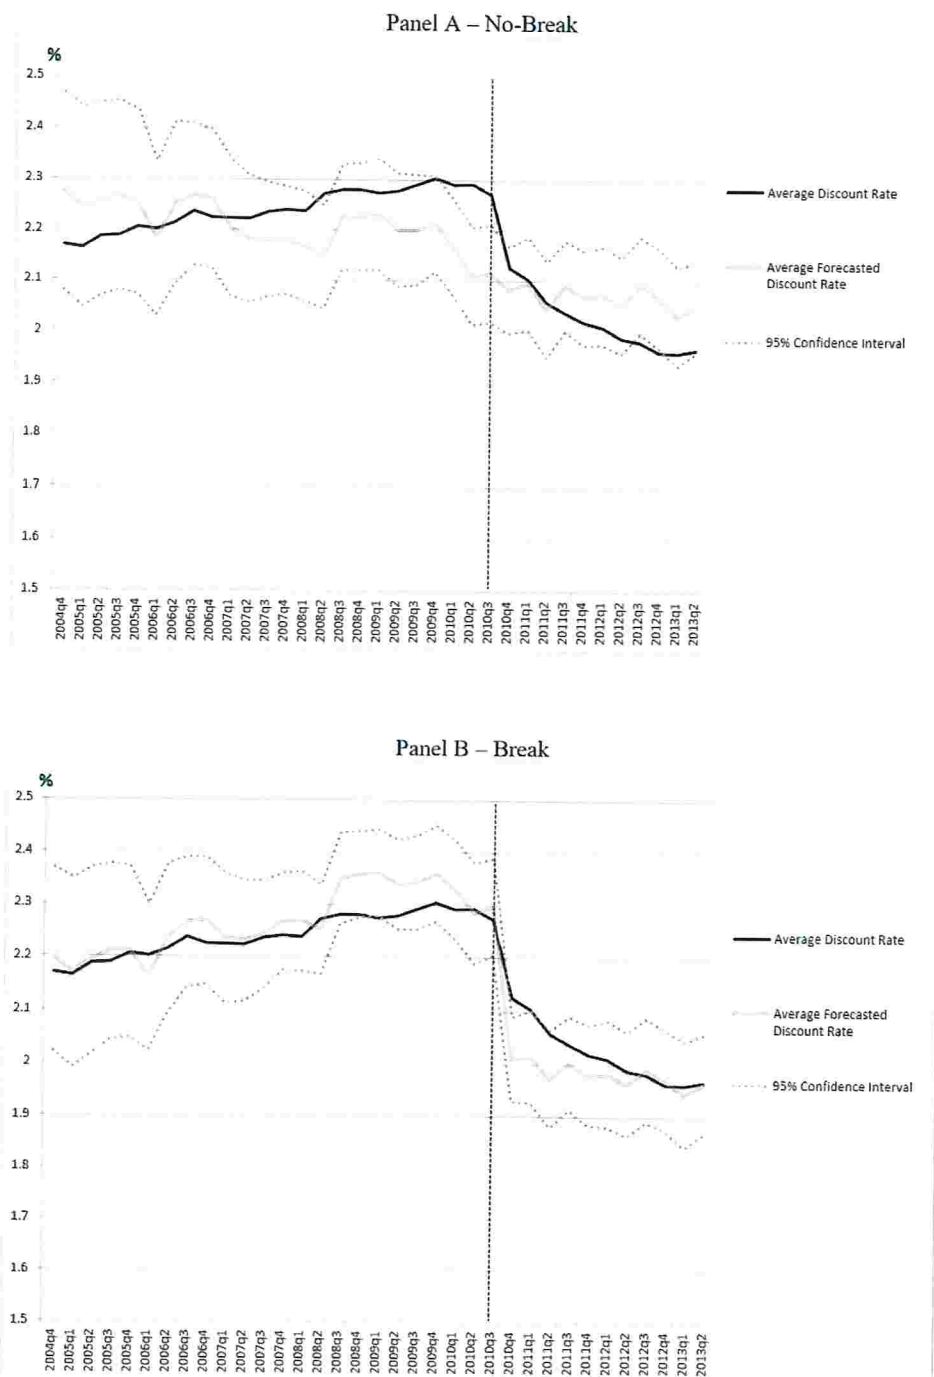 Panel A – No-Break
%
2.5
2.4
2.3
2.2
2.1
2
1.9
1.8
1.7
1.6
1.5
2004q4
2005q1
2005q2
2005q3
2005q4
2006q1
2006q2
2006q3
2006q4
2007q1
2007q2
2007q3
2007q4
2008q1
2008q2
2008q3
2008q4
2009q1
2009q2
2009q3
2009q4
2010q1
2010q2
2010q3
2010q4
2011q1
2011q2
2011q3
2011q4
2012q1
2012q2
2012q3
2012q4
2013q1
2013q2
Average Discount Rate
Average Forecasted
Discount Rate
95% Confidence Interval
Panel B – Break
%
2.5
2.4
2.3
2.2
2.1
2
1.9
1.8
1.7
1.6
1.5
2004q4
2005q1
2005q2
2005q3
2005q4
2006q1
2006q2
2006q3
2006q4
2007q1
2007q2
2007q3
2007q4
2008q1
2008q2
2008q3
2008q4
2009q1
2009q2
2009q3
2009q4
2010q1
2010q2
2010q3
2010q4
2011q1
2011q2
2011q3
2011q4
2012q1
2012q2
2012q3
2012q4
2013q1
2013q2
Average Discount Rate
Average Forecasted
Discount Rate
95% Confidence Interval